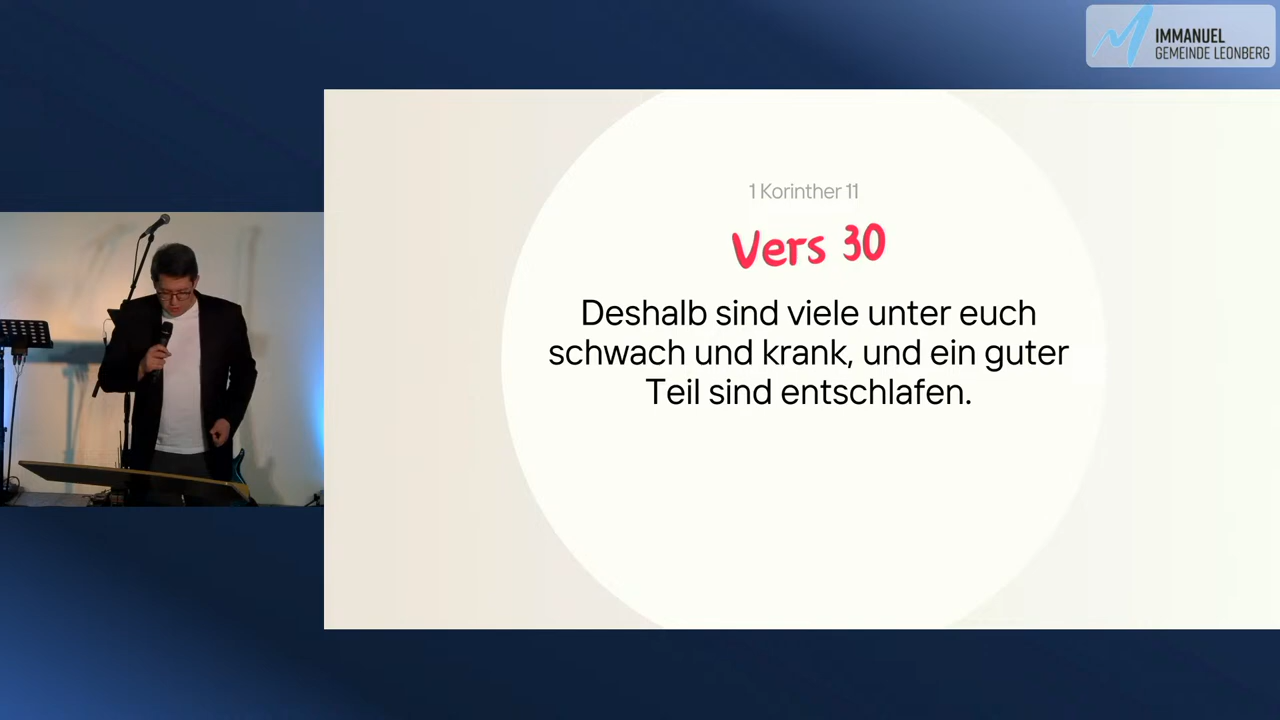 IMMANUEL
GEMEINDE LEONBERG
1 Korinther 11
Vers 30
Deshalb sind viele unter euch
schwach und krank, und ein guter
Teil sind entschlafen.